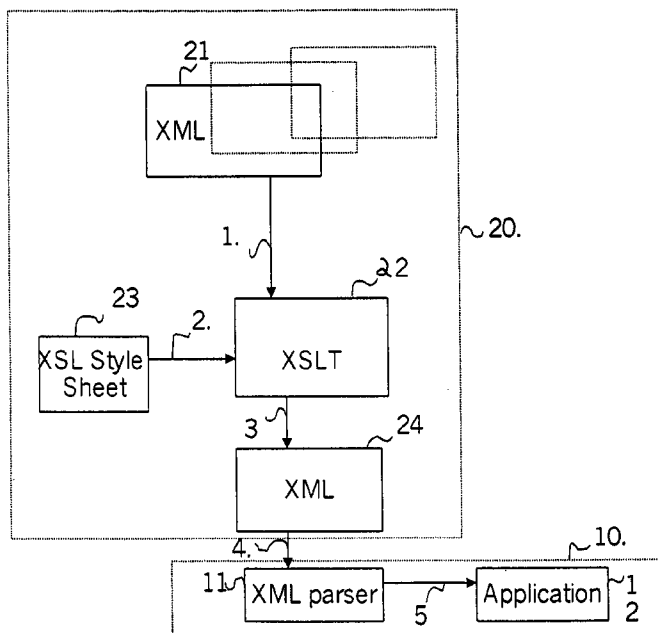 21
XML
1.
20.
22
23
2.
XSL Style
Sheet
XSLT
3
24
XML
4.
10.
11
XML parser
5
Application
1
2